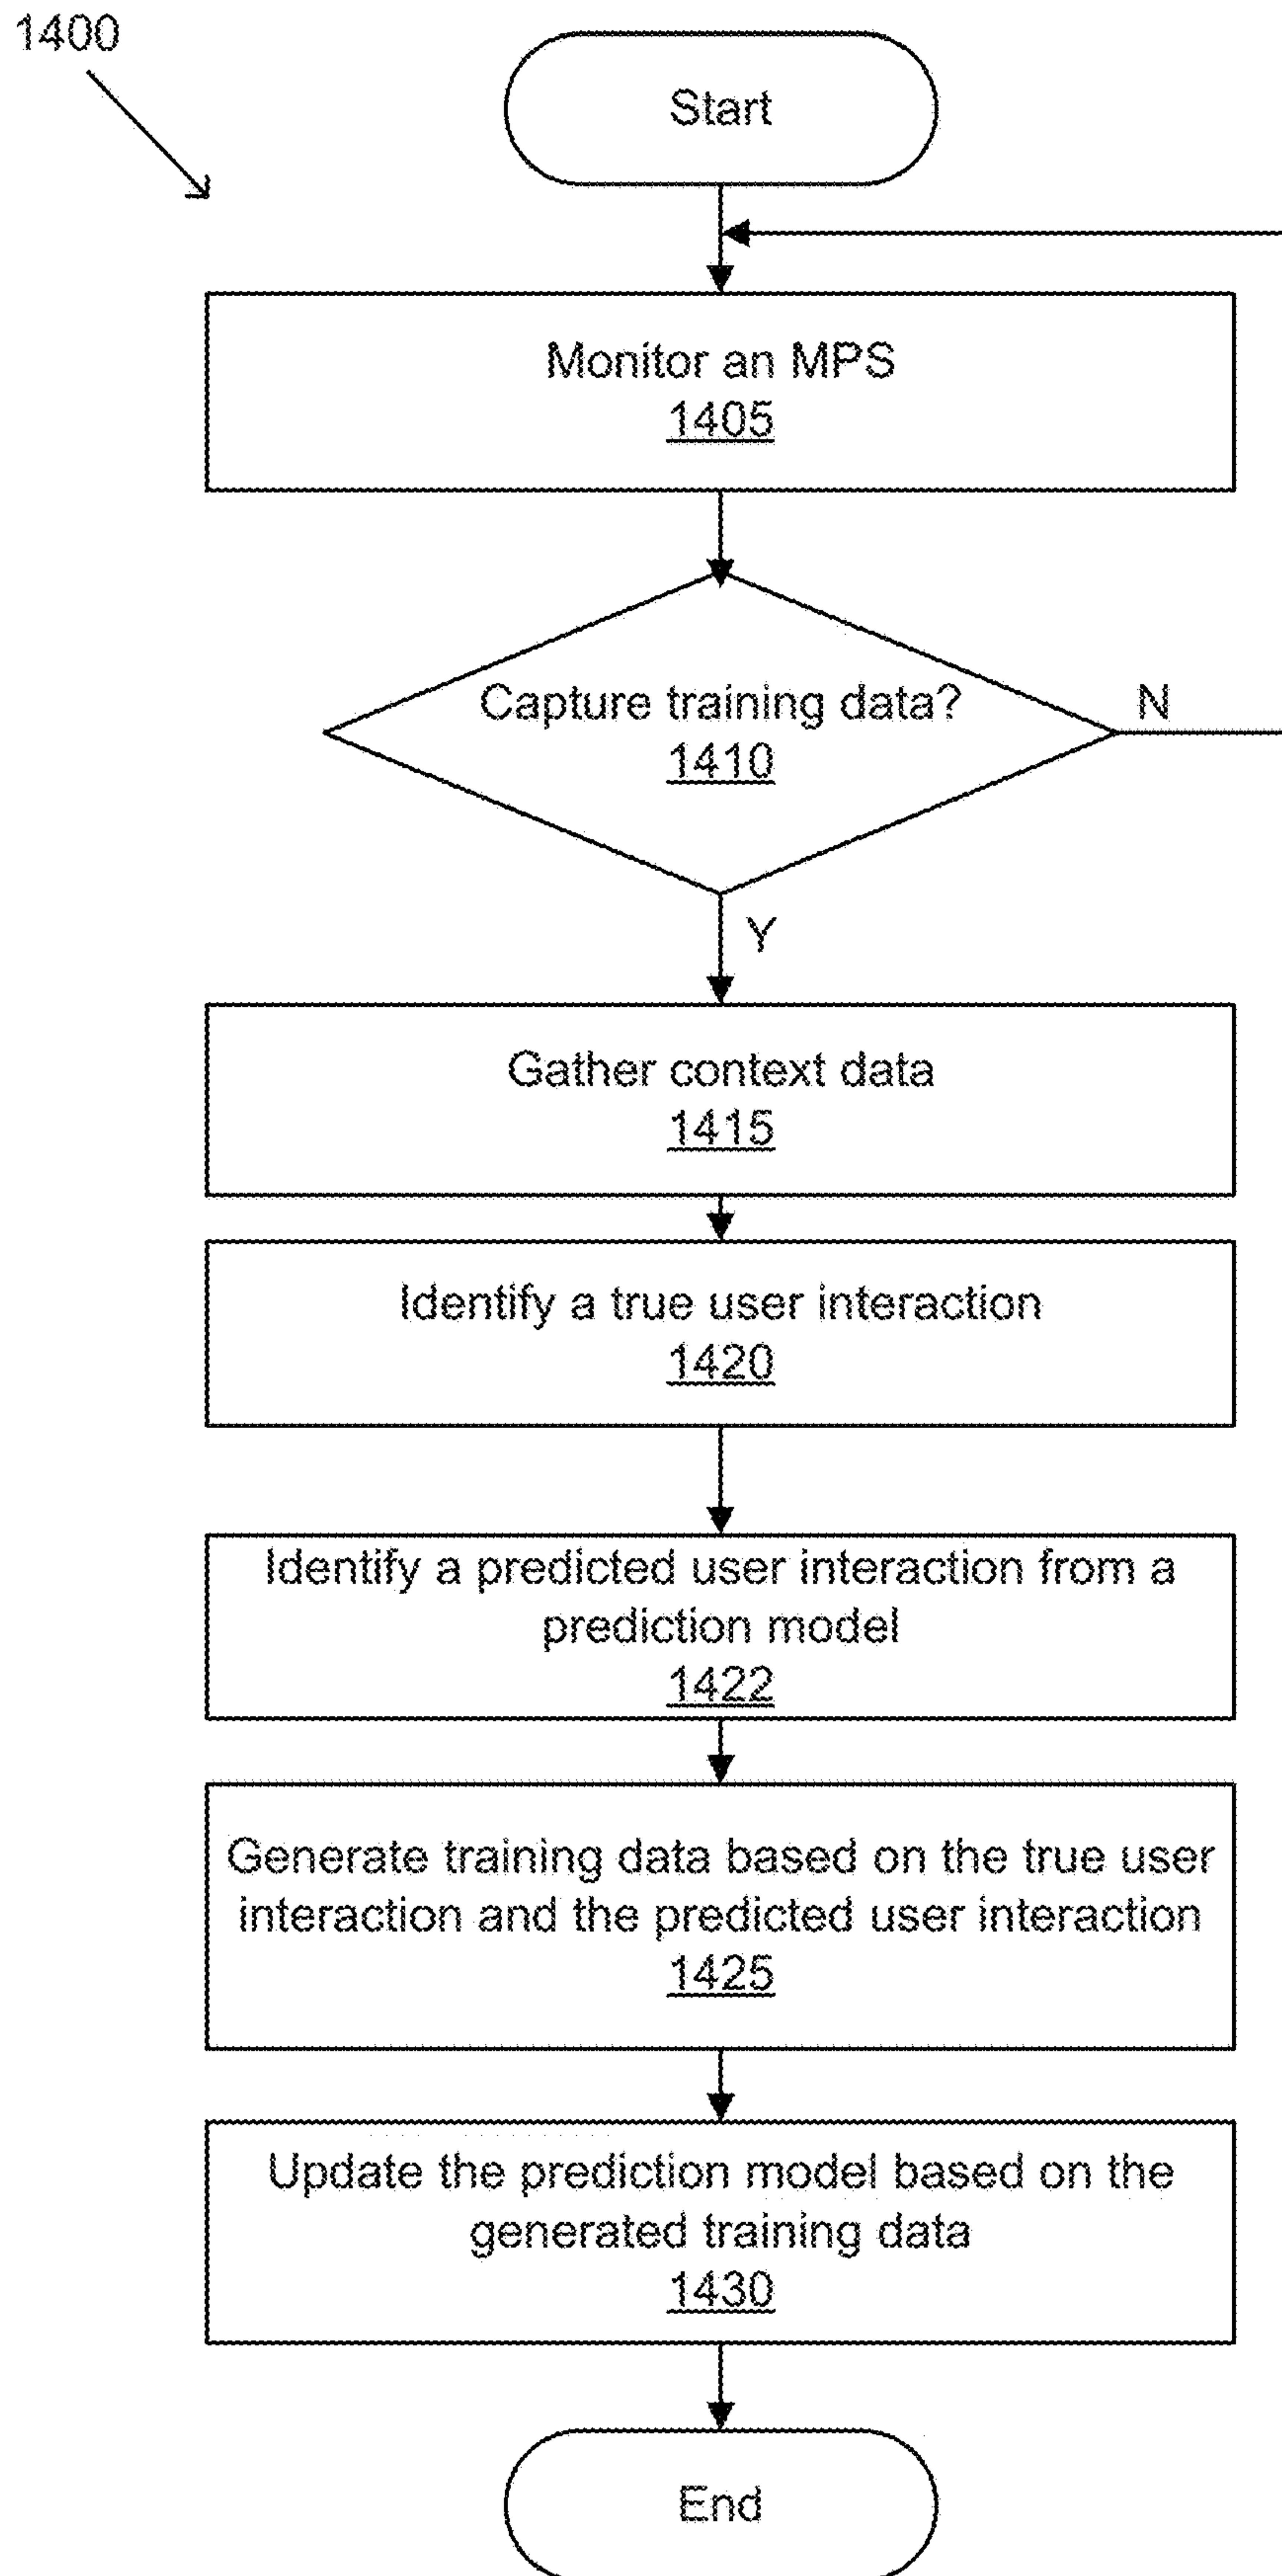 1400
Start
Monitor an MPS
1405
Capture training data?
1410
N
Y
Gather context data
1415
Identify a true user interaction
1420
Identify a predicted user interaction from a
prediction model
1422
Generate training data based on the true user
interaction and the predicted user interaction
1425
Update the prediction model based on the
generated training data
1430
End